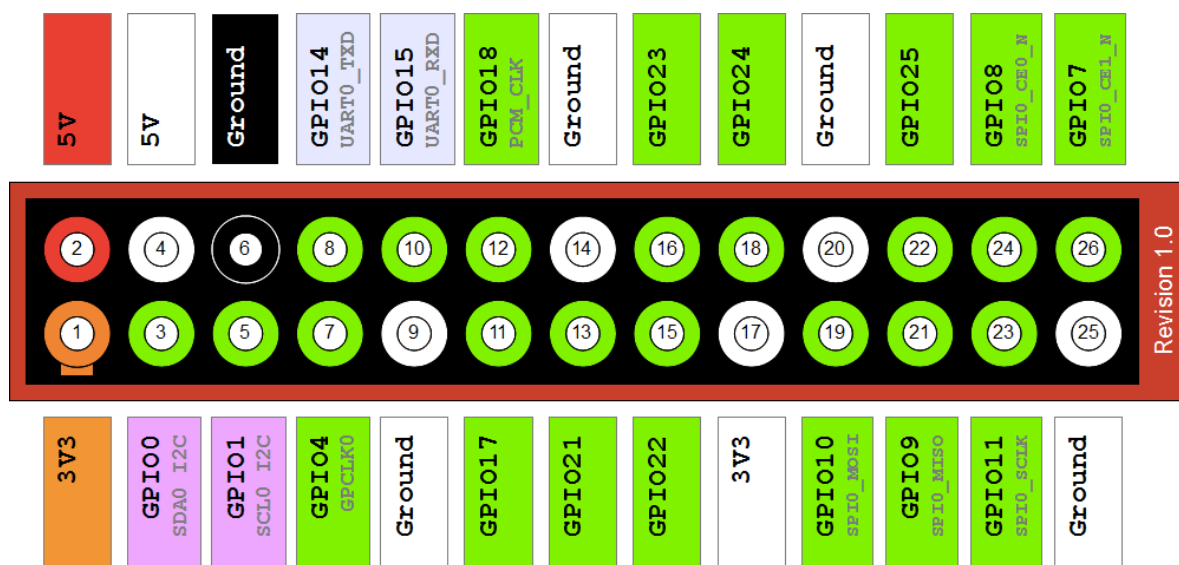 5V
5V
Ground
GPIO14
UART0_TXD
GPIO15
UART0_RXD
GPIO18
PCM_CLK
Ground
GPIO23
GPIO24
Ground
GPIO25
GPIO8
SPI0_CE0_N
GPIO7
SPI0_CE1_N
2 4 6 8 10 12 14 16 18 20 22 24 26
1 3 5 7 9 11 13 15 17 19 21 23 25
Revision 1.0
3V3
GPIO0
SDA0 I2C
GPIO1
SCL0 I2C
GPIO4
GPCLK0
Ground
GPIO17
GPIO21
GPIO22
3V3
GPIO10
SPI0_MOSI
GPIO9
SPI0_MISO
GPIO11
SPI0_SCLK
Ground